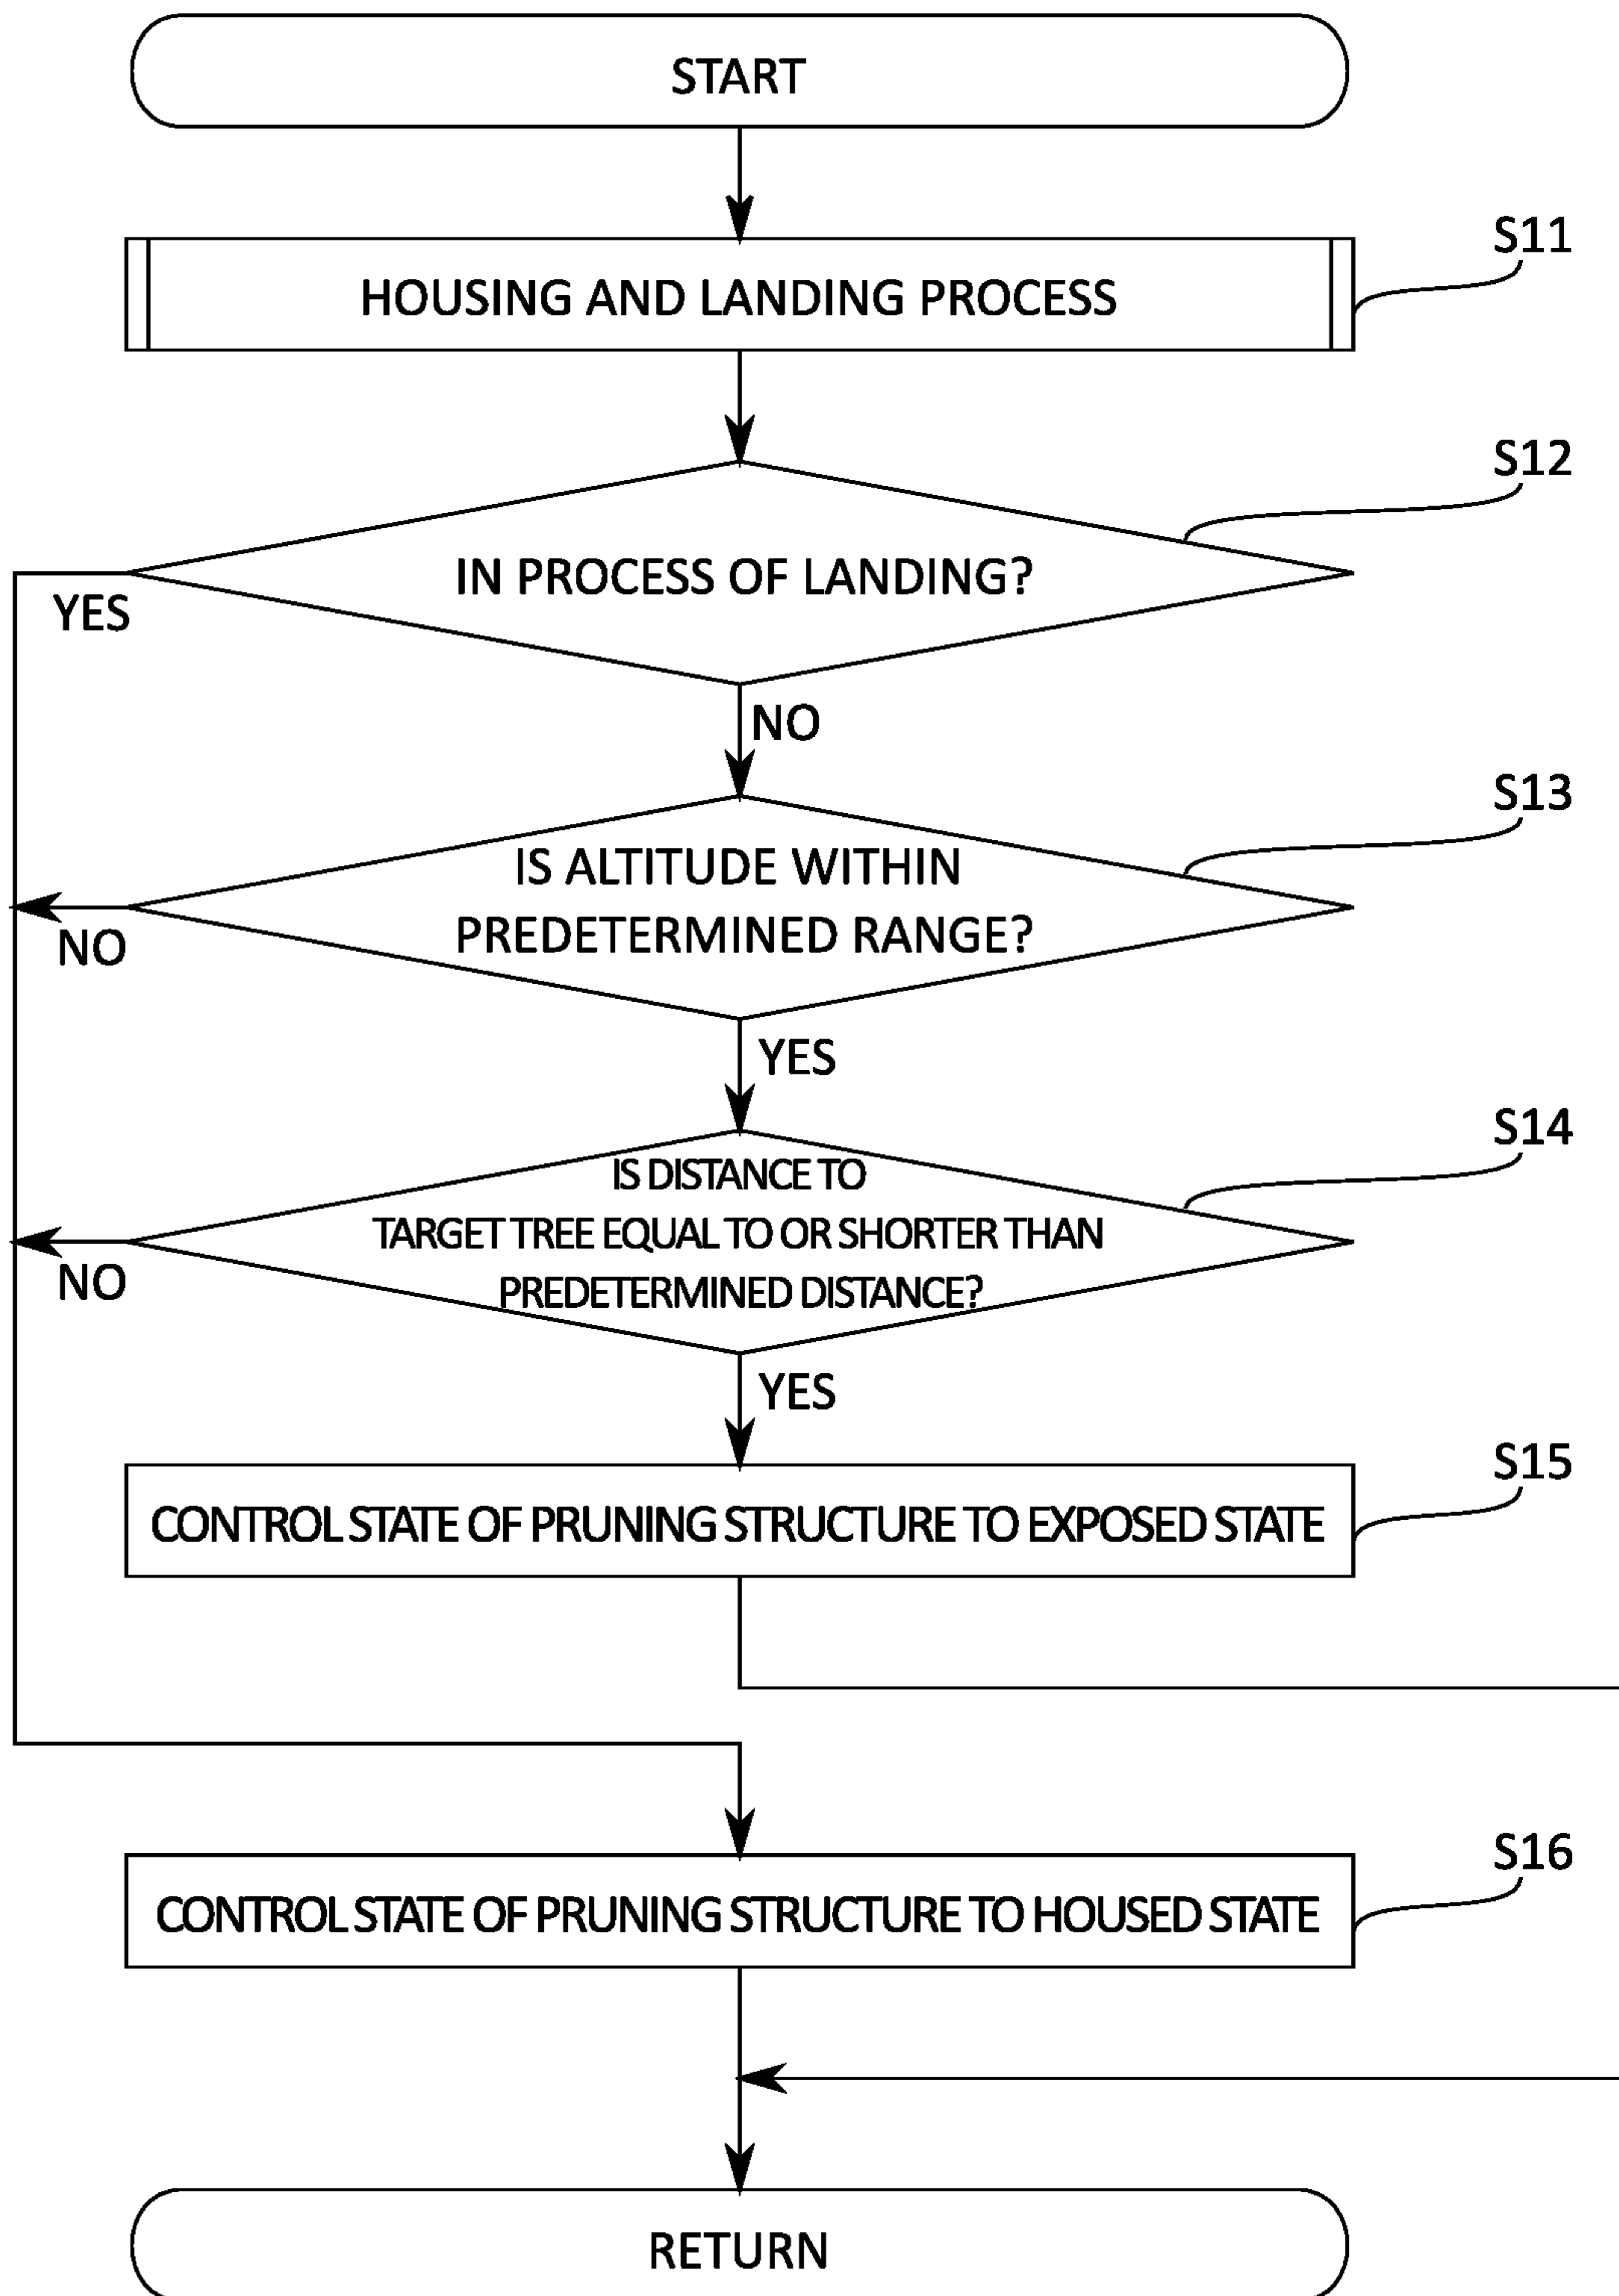 START
S11
HOUSING AND LANDING PROCESS
S12
IN PROCESS OF LANDING?
YES
NO
S13
IS ALTITUDE WITHIN
PREDETERMINED RANGE?
NO
YES
S14
IS DISTANCE TO
TARGET TREE EQUAL TO OR SHORTER THAN
PREDETERMINED DISTANCE?
NO
YES
S15
CONTROL STATE OF PRUNING STRUCTURE TO EXPOSED STATE
S16
CONTROL STATE OF PRUNING STRUCTURE TO HOUSED STATE
RETURN